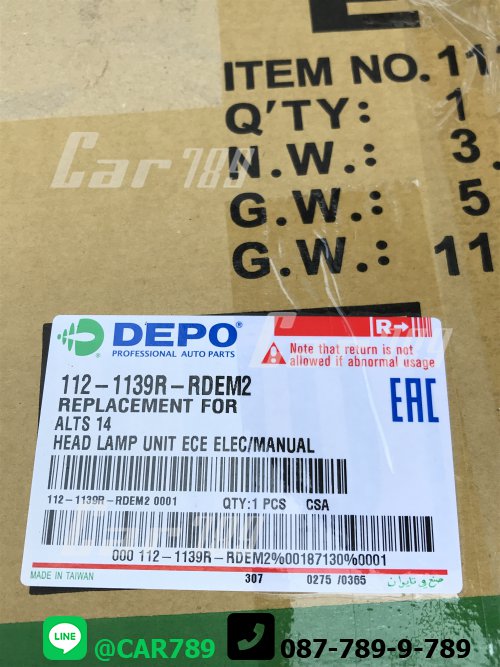 ITEM NO. 11
Q'TY: 1
Car789
N.W.: 3.
G.W.: 5
G.W.: 11
DEPO®
PROFESSIONAL AUTO PARTS
R→
Note that return is not
allowed if abnormal usage
112-1139R-RDEM2
REPLACEMENT FOR
ALTS 14
HEAD LAMP UNIT ECE ELEC/MANUAL
EAC
112-1139R-RDEM2 0001 QTY:1 PCS CSA
Car789
000 112-1139R-RDEM2%00187130%0001
MADE IN TAIWAN 307 0275 /0365
LINE @CAR789 087-789-9-789